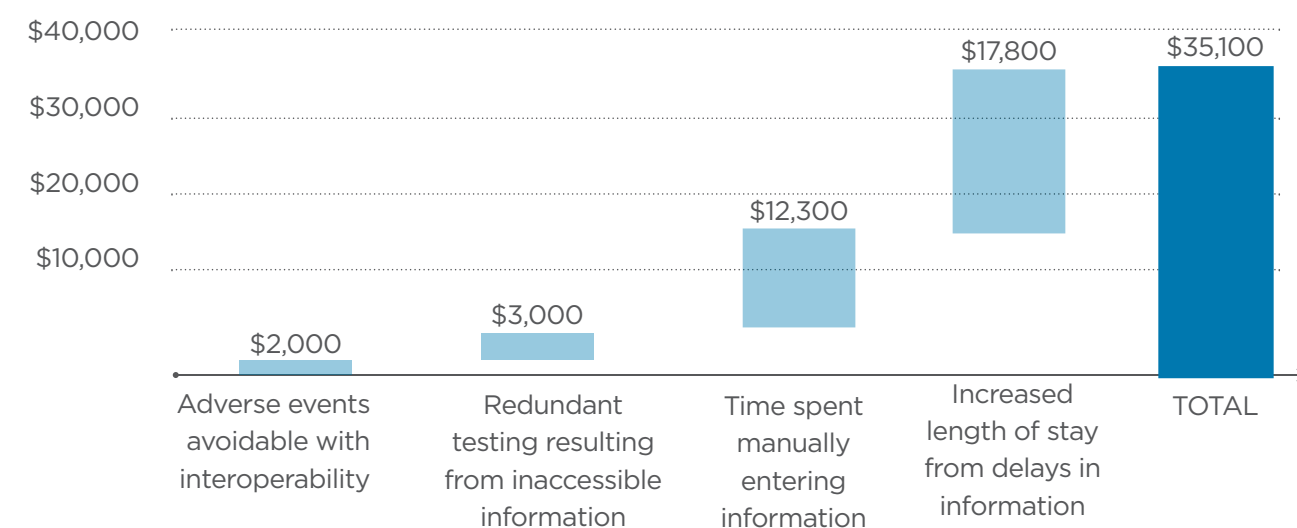 $40,000
$30,000
$20,000
$10,000
$2,000
$3,000
$12,300
$17,800
$35,100
Adverse events
avoidable with
interoperability
Redundant
testing resulting
from inaccessible
information
Time spent
manually
entering
information
Increased
length of stay
from delays in
information
TOTAL